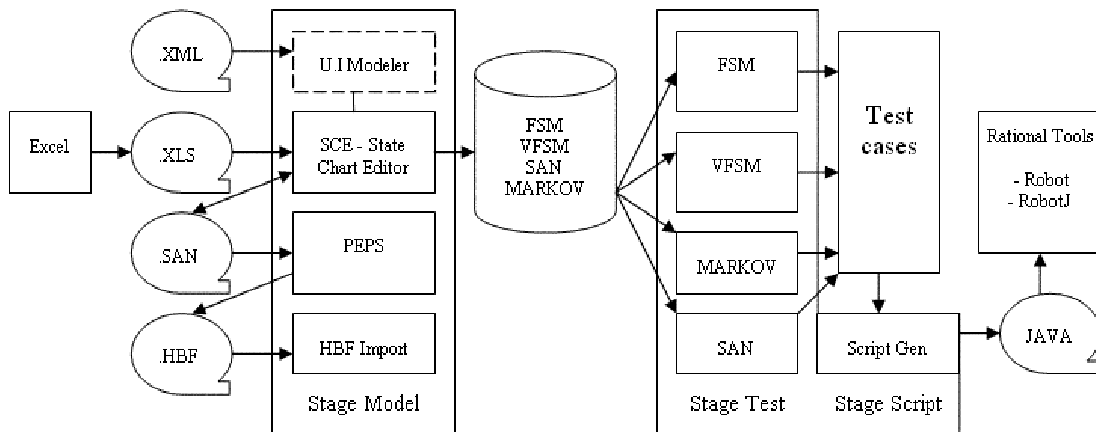 Excel
.XML
.XLS
.SAN
.HBF
U.I Modeler
SCE - State
Chart Editor
PEPS
HBF Import
Stage Model
FSM
VFSM
SAN
MARKOV
FSM
VFSM
MARKOV
SAN
Stage Test
Test
cases
Script Gen
Stage Script
Rational Tools
- Robot
- RobotJ
JAVA